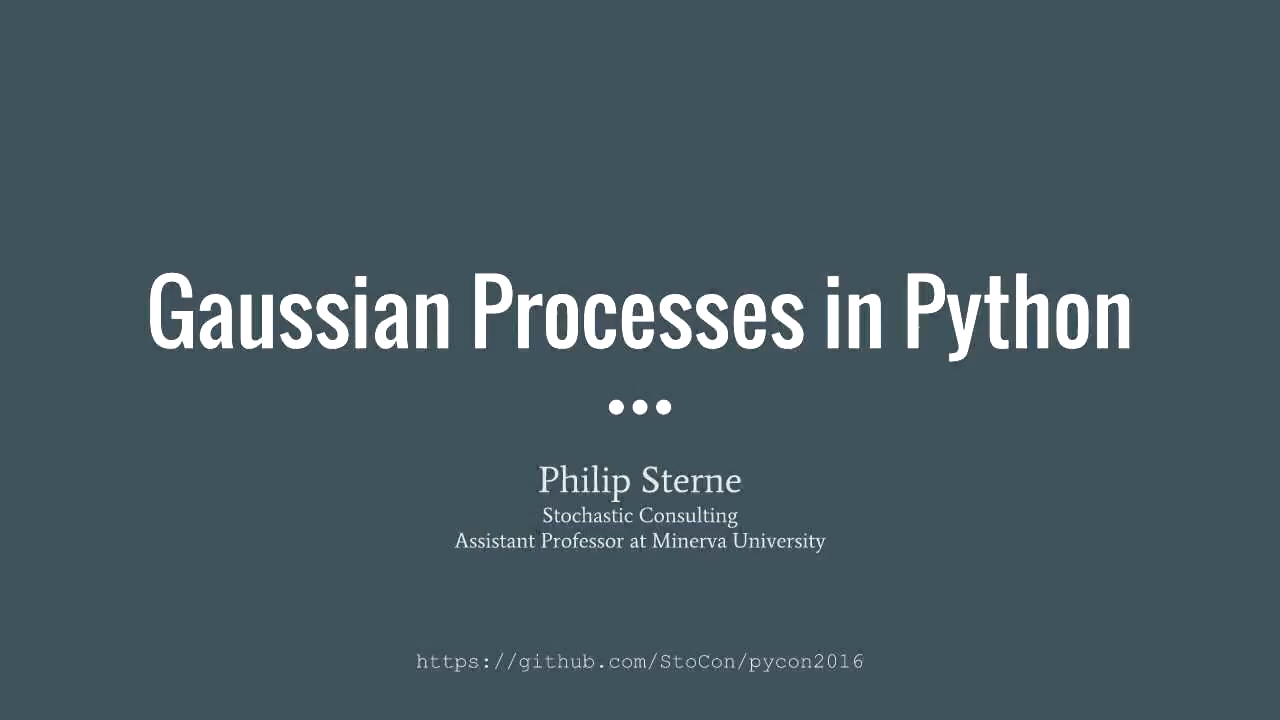 Gaussian Processes in Python
Philip Sterne
Stochastic Consulting
Assistant Professor at Minerva University
https://github.com/StoCon/pycon2016